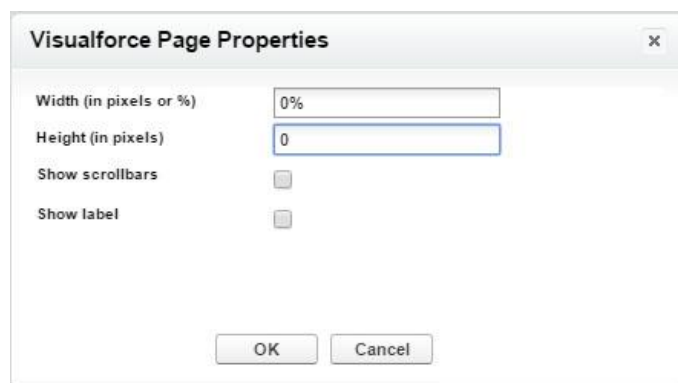 Visualforce Page Properties
Width (in pixels or %) 0%
Height (in pixels) 0
Show scrollbars
Show label
OK Cancel